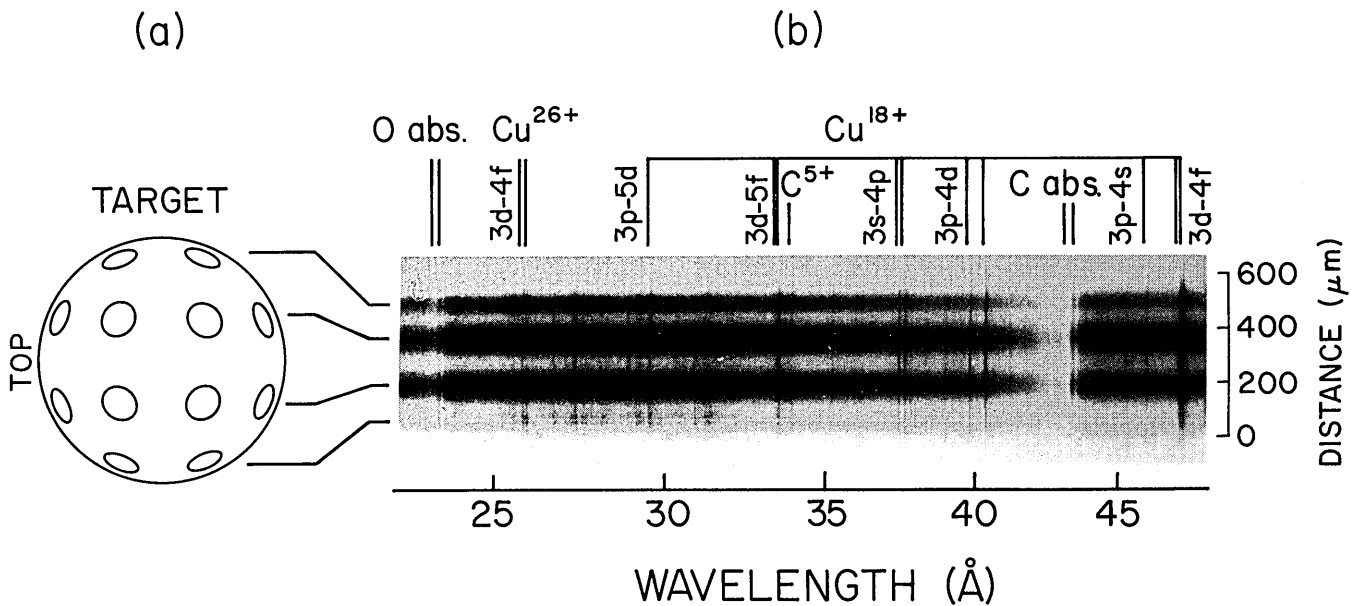 (a)
(b)
O abs. Cu²⁶⁺
Cu¹⁸⁺
3d-4f
3p-5d
3d-5f
C⁵⁺
3s-4p
3p-4d
C abs.
3p-4s
3d-4f
TARGET
TOP
600
400
200
0
DISTANCE (μm)
25 30 35 40 45
WAVELENGTH (Å)